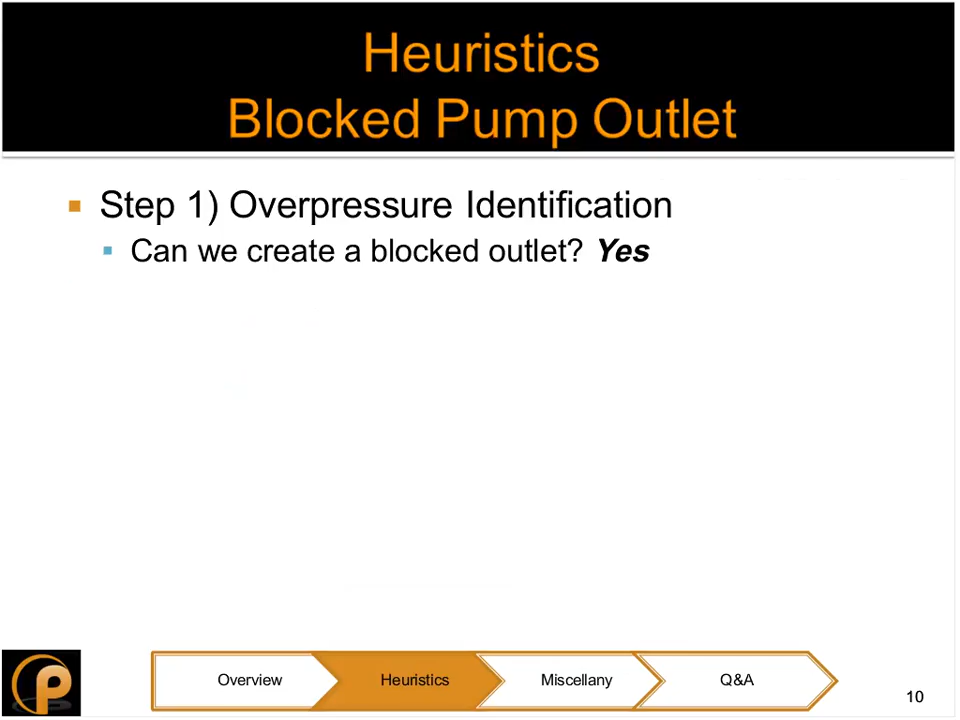 Heuristics
Blocked Pump Outlet
Step 1) Overpressure Identification
Can we create a blocked outlet? Yes
Overview
Heuristics
Miscellany
Q&A
10